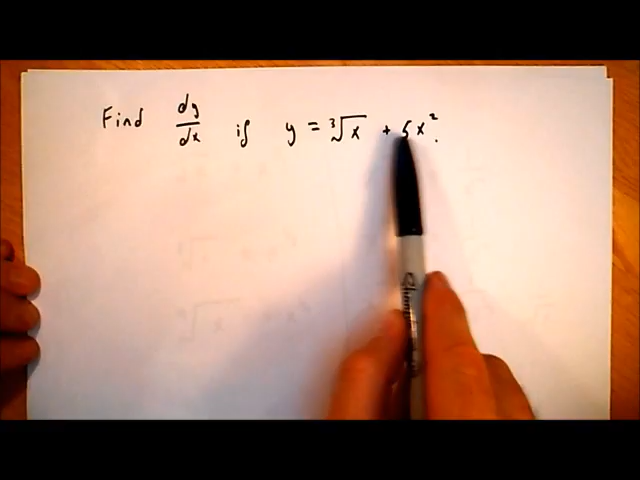 Find dy/dx if y = ∛x + 5x².